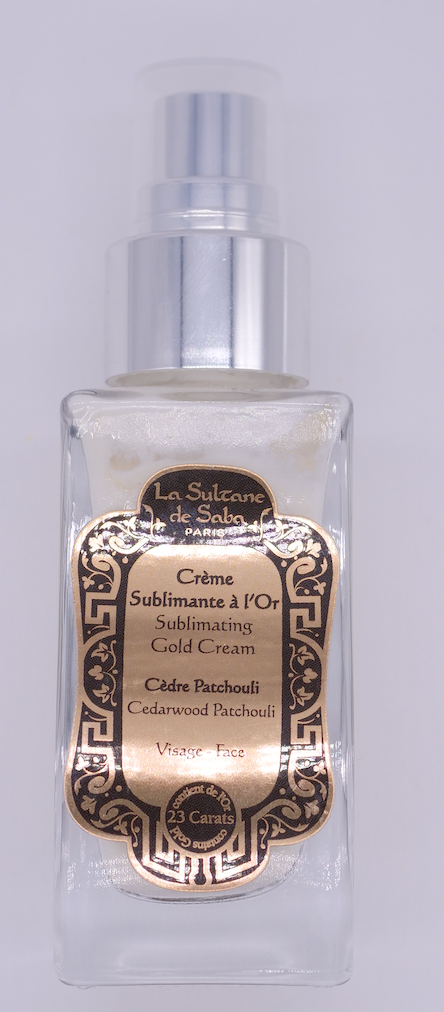 La Sultane
de Saba
PARIS
Crème
Sublimante à l'Or
Sublimating
Gold Cream
Cèdre Patchouli
Cedarwood Patchouli
Visage - Face
contient de l'Or
23 Carats
contains Gold